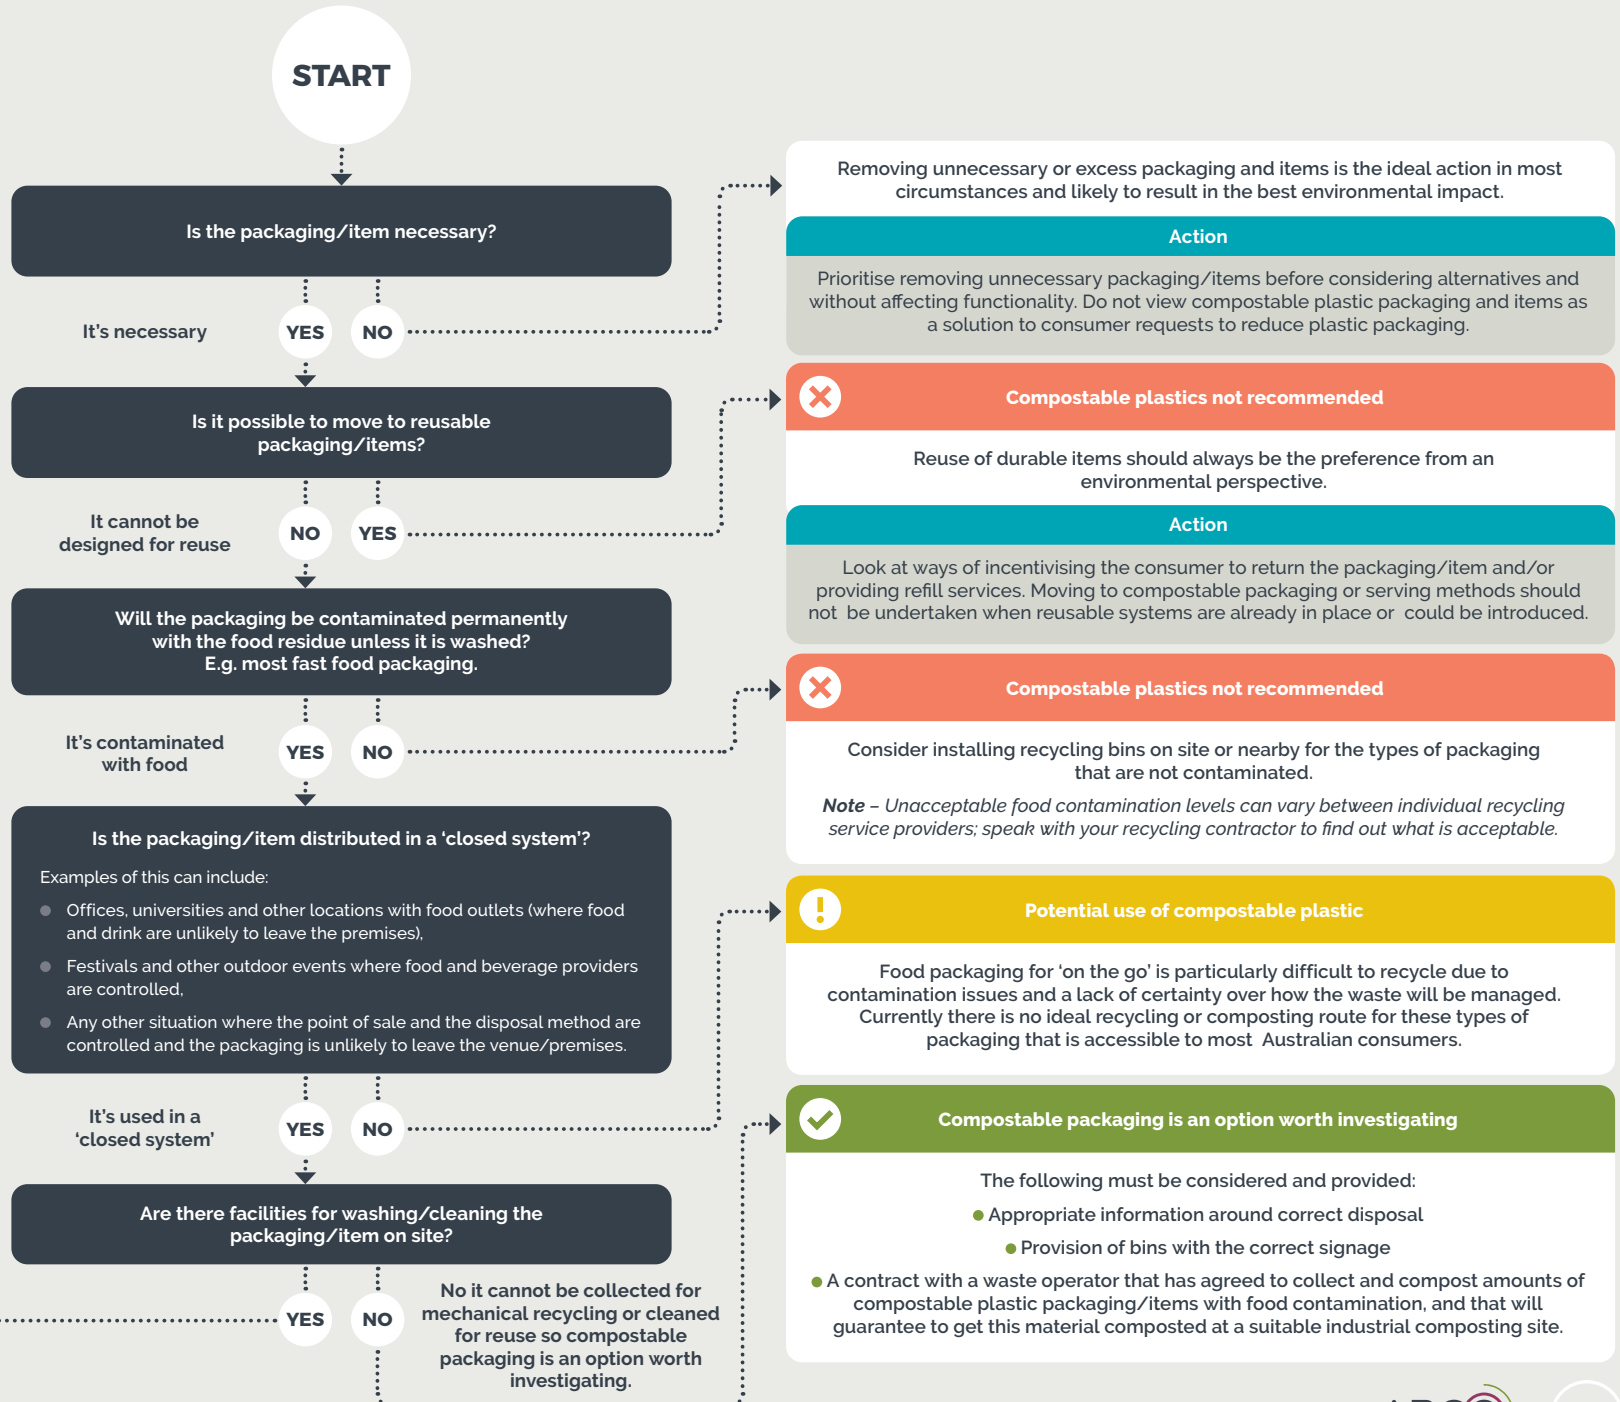 START
Is the packaging/item necessary?
It's necessary
YES
NO
Removing unnecessary or excess packaging and items is the ideal action in most
circumstances and likely to result in the best environmental impact.
Action
Prioritise removing unnecessary packaging/items before considering alternatives and
without affecting functionality. Do not view compostable plastic packaging and items as
a solution to consumer requests to reduce plastic packaging.
Is it possible to move to reusable
packaging/items?
It cannot be
designed for reuse
NO
YES
Compostable plastics not recommended
Reuse of durable items should always be the preference from an
environmental perspective.
Action
Look at ways of incentivising the consumer to return the packaging/item and/or
providing refill services. Moving to compostable packaging or serving methods should
not be undertaken when reusable systems are already in place or could be introduced.
Will the packaging be contaminated permanently
with the food residue unless it is washed?
E.g. most fast food packaging.
It's contaminated
with food
YES
NO
Compostable plastics not recommended
Consider installing recycling bins on site or nearby for the types of packaging
that are not contaminated.
Note – Unacceptable food contamination levels can vary between individual recycling
service providers; speak with your recycling contractor to find out what is acceptable.
Is the packaging/item distributed in a ‘closed system’?
Examples of this can include:
Offices, universities and other locations with food outlets (where food
and drink are unlikely to leave the premises),
Festivals and other outdoor events where food and beverage providers
are controlled,
Any other situation where the point of sale and the disposal method are
controlled and the packaging is unlikely to leave the venue/premises.
It's used in a
‘closed system’
YES
NO
Potential use of compostable plastic
Food packaging for ‘on the go’ is particularly difficult to recycle due to
contamination issues and a lack of certainty over how the waste will be managed.
Currently there is no ideal recycling or composting route for these types of
packaging that is accessible to most Australian consumers.
Are there facilities for washing/cleaning the
packaging/item on site?
YES
NO
No it cannot be collected for
mechanical recycling or cleaned
for reuse so compostable
packaging is an option worth
investigating.
Compostable packaging is an option worth investigating
The following must be considered and provided:
Appropriate information around correct disposal
Provision of bins with the correct signage
A contract with a waste operator that has agreed to collect and compost amounts of
compostable plastic packaging/items with food contamination, and that will
guarantee to get this material composted at a suitable industrial composting site.